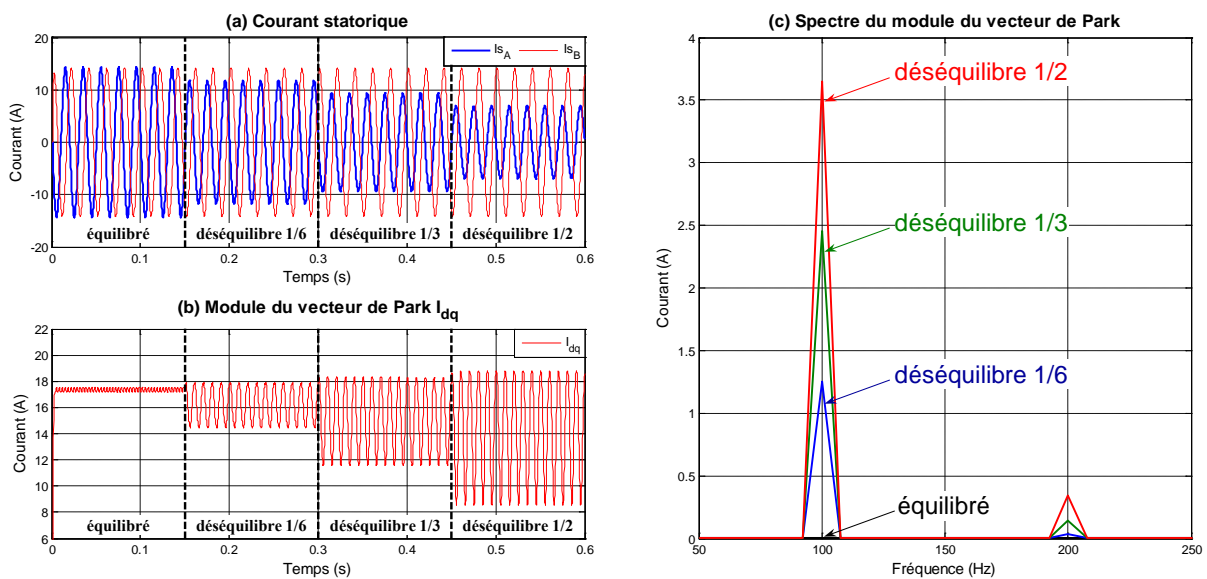 (a) Courant statorique
Courant (A)
20
10
0
-10
-20
Is_A Is_B
équilibré déséquilibre 1/6 déséquilibre 1/3 déséquilibre 1/2
0 0.1 0.2 0.3 0.4 0.5 0.6
Temps (s)
(b) Module du vecteur de Park I_dq
Courant (A)
22
20
18
16
14
12
10
8
6
I_dq
équilibré déséquilibre 1/6 déséquilibre 1/3 déséquilibre 1/2
0 0.1 0.2 0.3 0.4 0.5 0.6
Temps (s)
(c) Spectre du module du vecteur de Park
Courant (A)
4
3.5
3
2.5
2
1.5
1
0.5
0
déséquilibre 1/2
déséquilibre 1/3
déséquilibre 1/6
équilibré
50 100 150 200 250
Fréquence (Hz)